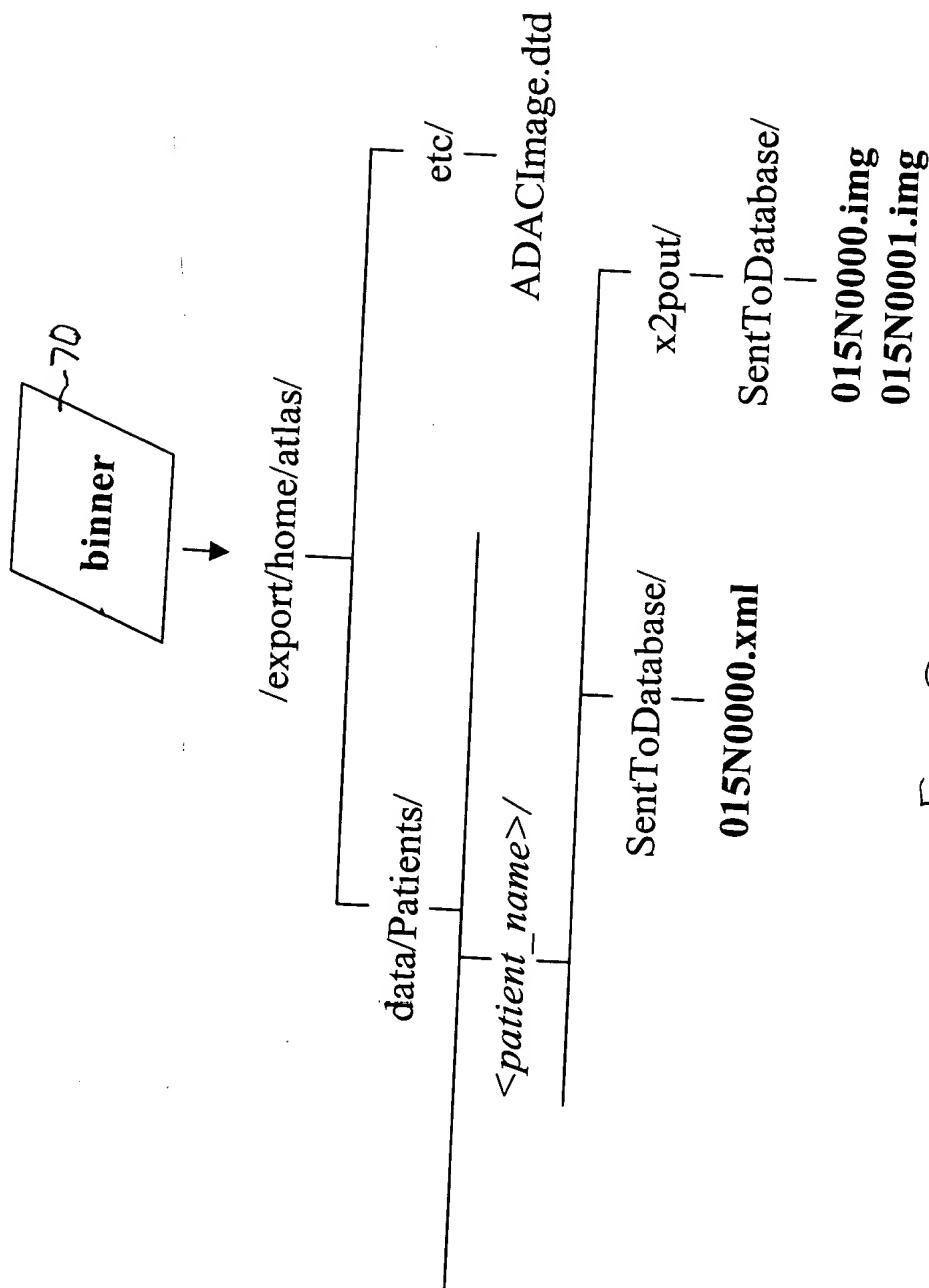 binner
70
/export/home/atlas/
data/Patients/
etc/
ADACImage.dtd
<patient_name>/
SentToDatabase/
015N0000.xml
x2pout/
SentToDatabase/
015N0000.img
015N0001.img